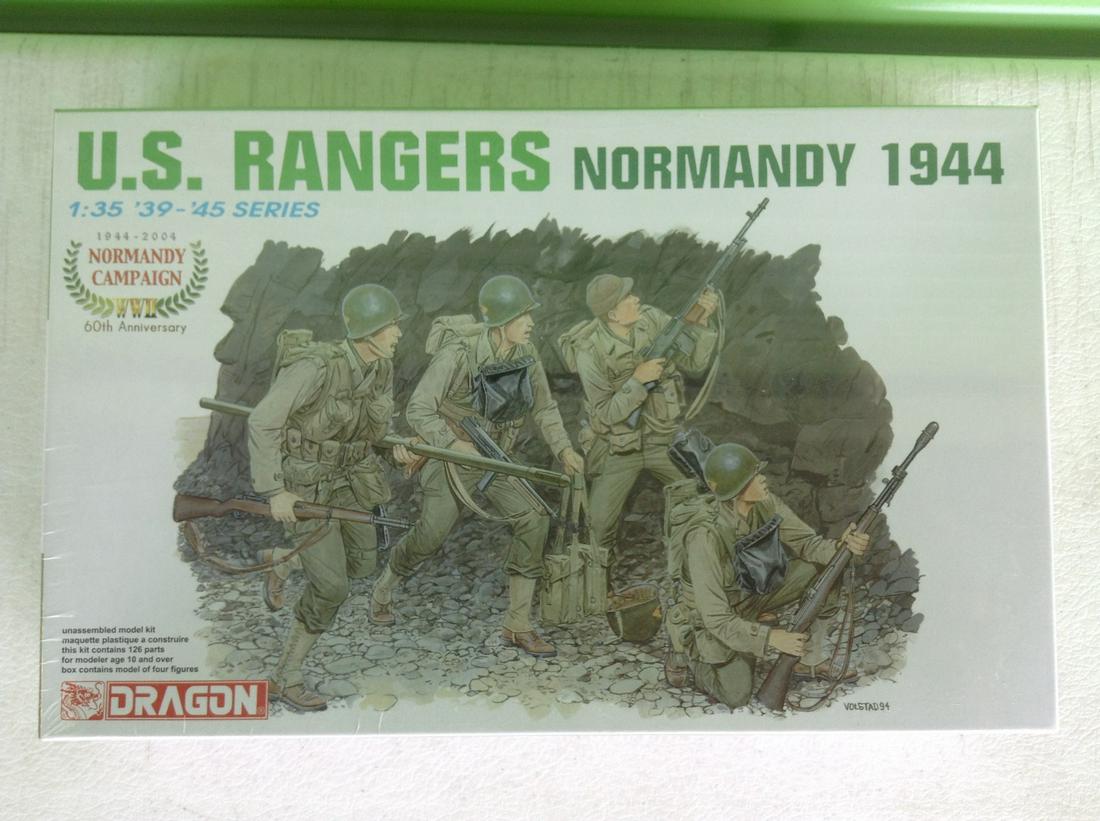 U.S. RANGERS NORMANDY 1944
1:35 '39-'45 SERIES
1944-2004
NORMANDY
CAMPAIGN
WWII
60th Anniversary
unassembled model kit
maquette plastique a construire
this kit contains 126 parts
for modeler age 10 and over
box contains model of four figures
DRAGON
VOLSTAD94